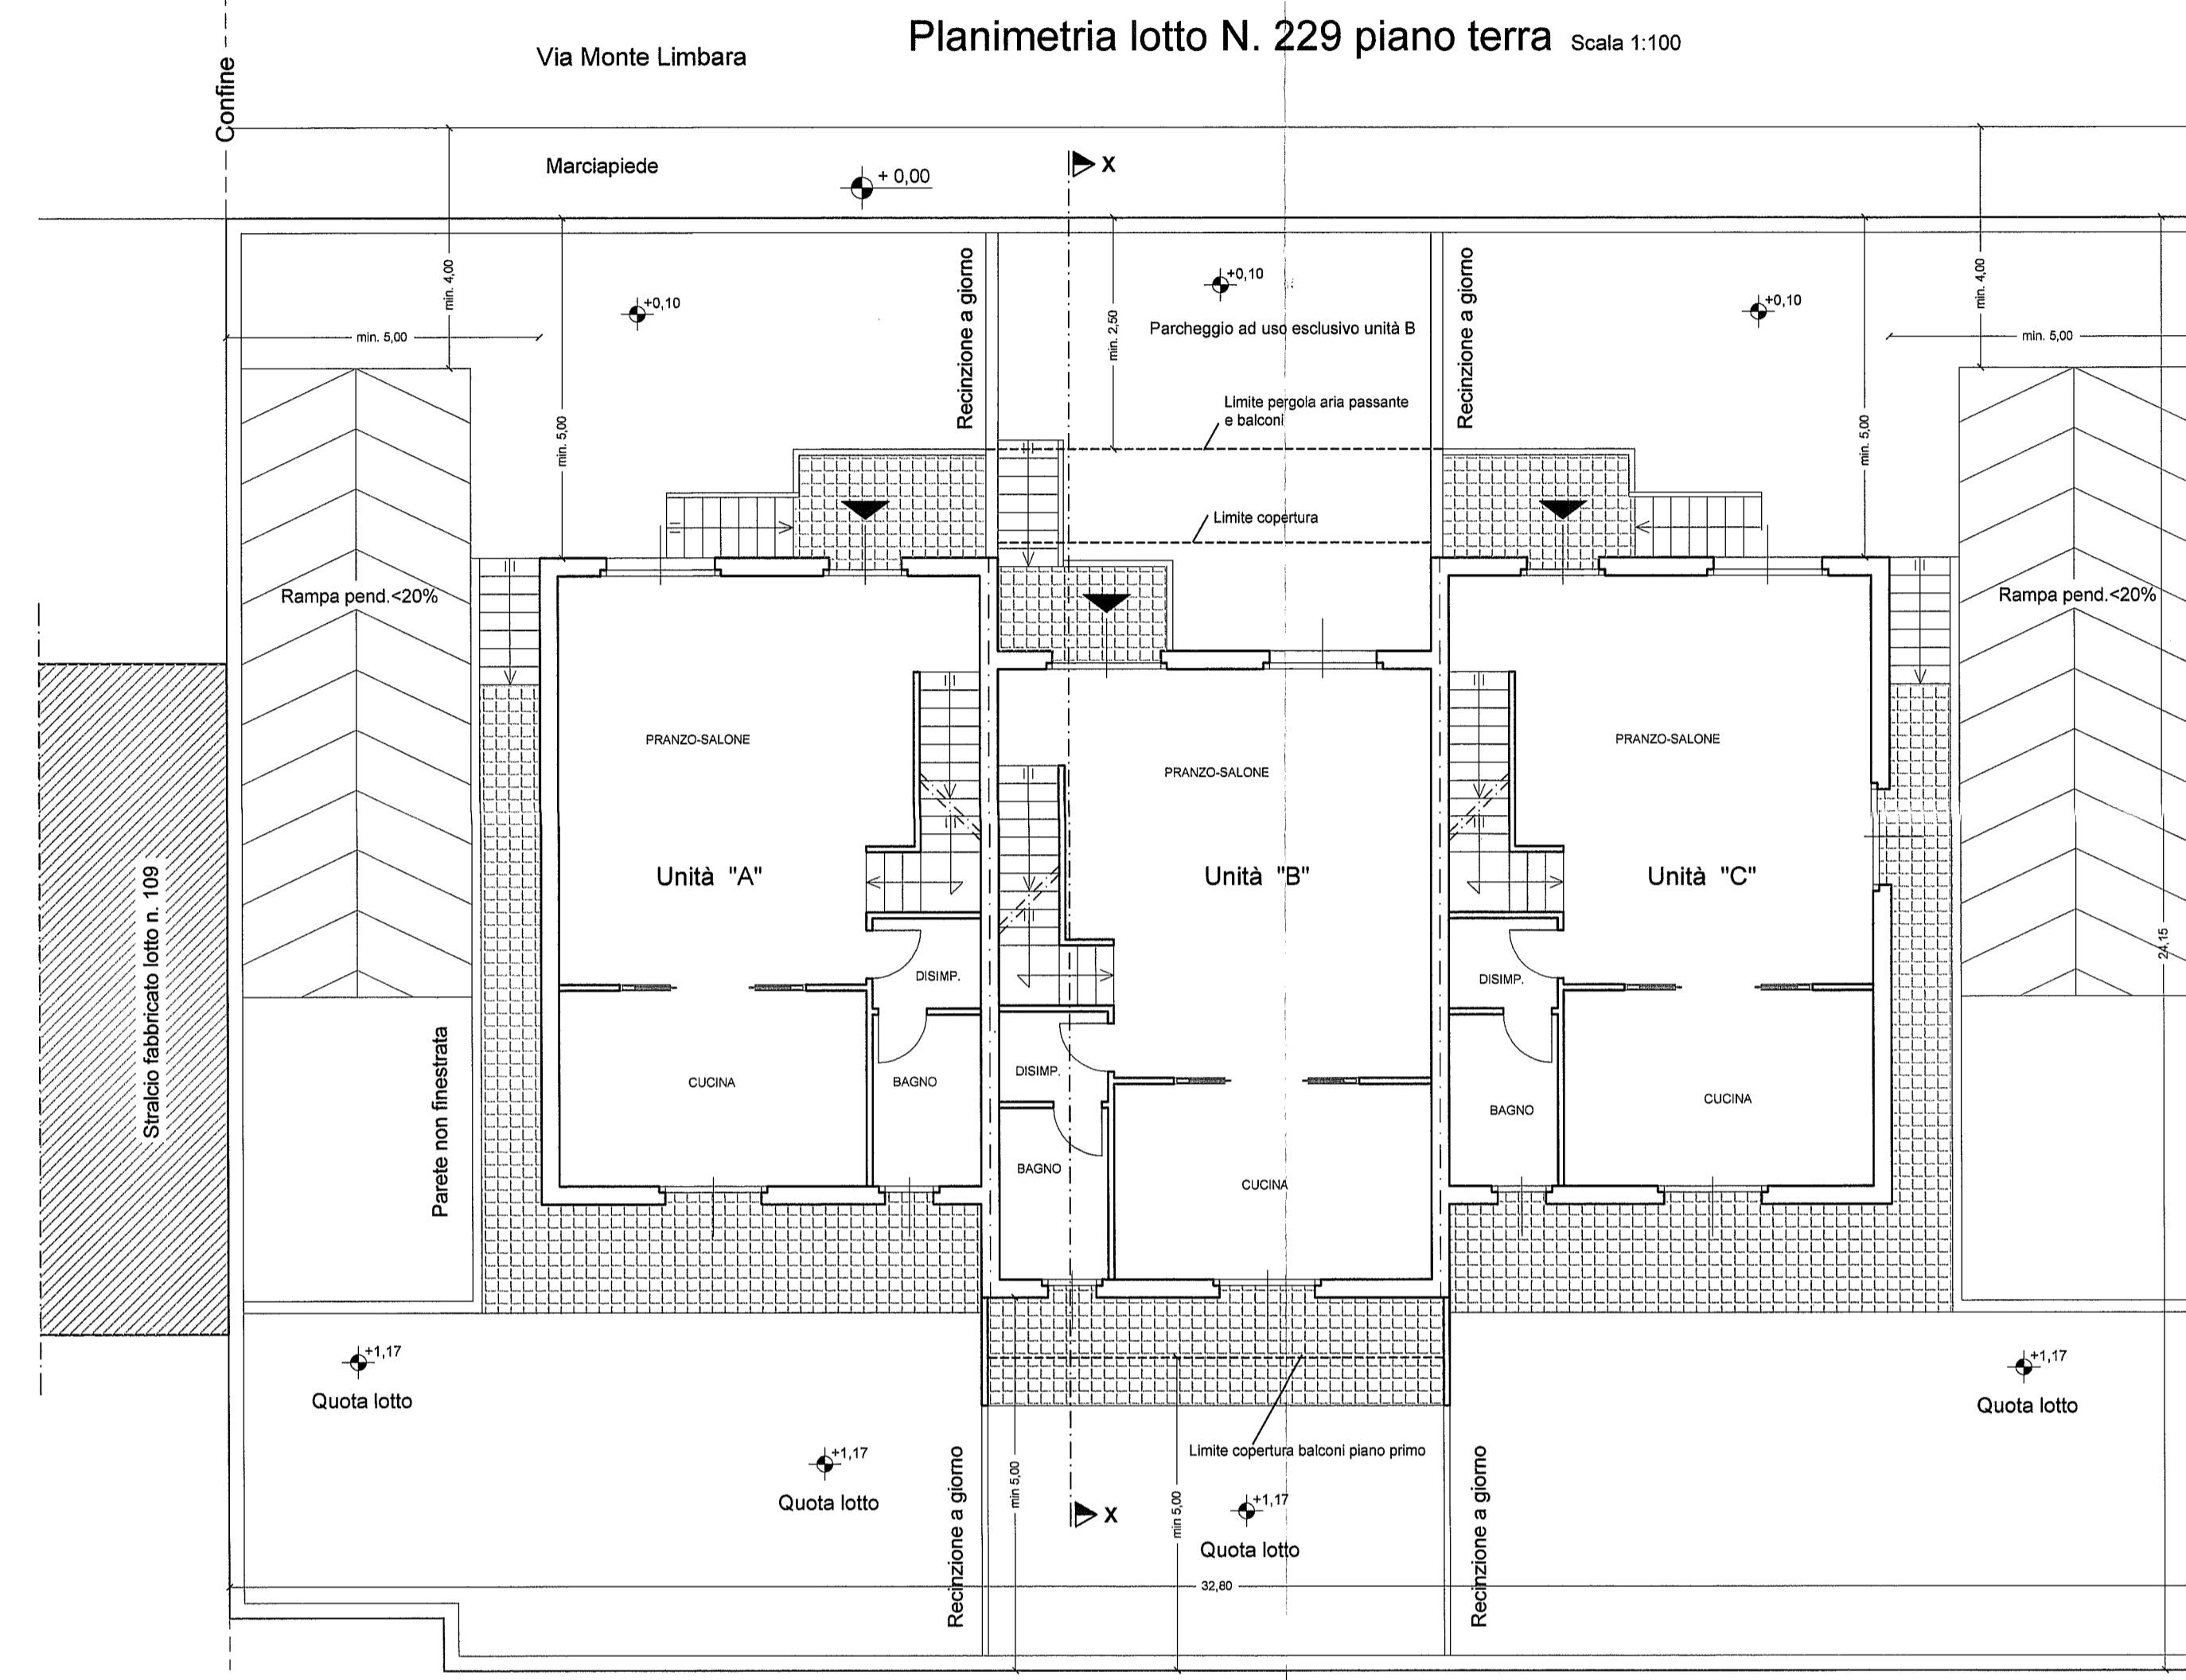 Planimetria lotto N. 229 piano terra Scala 1:100
Via Monte Limbara
Confine
Marciapiede
+ 0,00
X
min. 4,00
min. 4,00
Recinzione a giorno
Recinzione a giorno
+0,10
+0,10
+0,10
min. 5,00
min. 5,00
min. 2,50
Parcheggio ad uso esclusivo unità B
Limite pergola aria passante
e balconi
min. 5,00
min. 5,00
Limite copertura
Rampa pend.<20%
Rampa pend.<20%
PRANZO-SALONE
PRANZO-SALONE
PRANZO-SALONE
Unità "A"
Unità "B"
Unità "C"
24,15
Stralcio fabbricato lotto n. 109
DISIMP.
DISIMP.
DISIMP.
Parete non finestrata
CUCINA
BAGNO
BAGNO
CUCINA
BAGNO
CUCINA
+1,17
Quota lotto
+1,17
Quota lotto
Limite copertura balconi piano primo
+1,17
Quota lotto
Recinzione a giorno
Recinzione a giorno
min 5,00
min 5,00
X
+1,17
Quota lotto
32,80